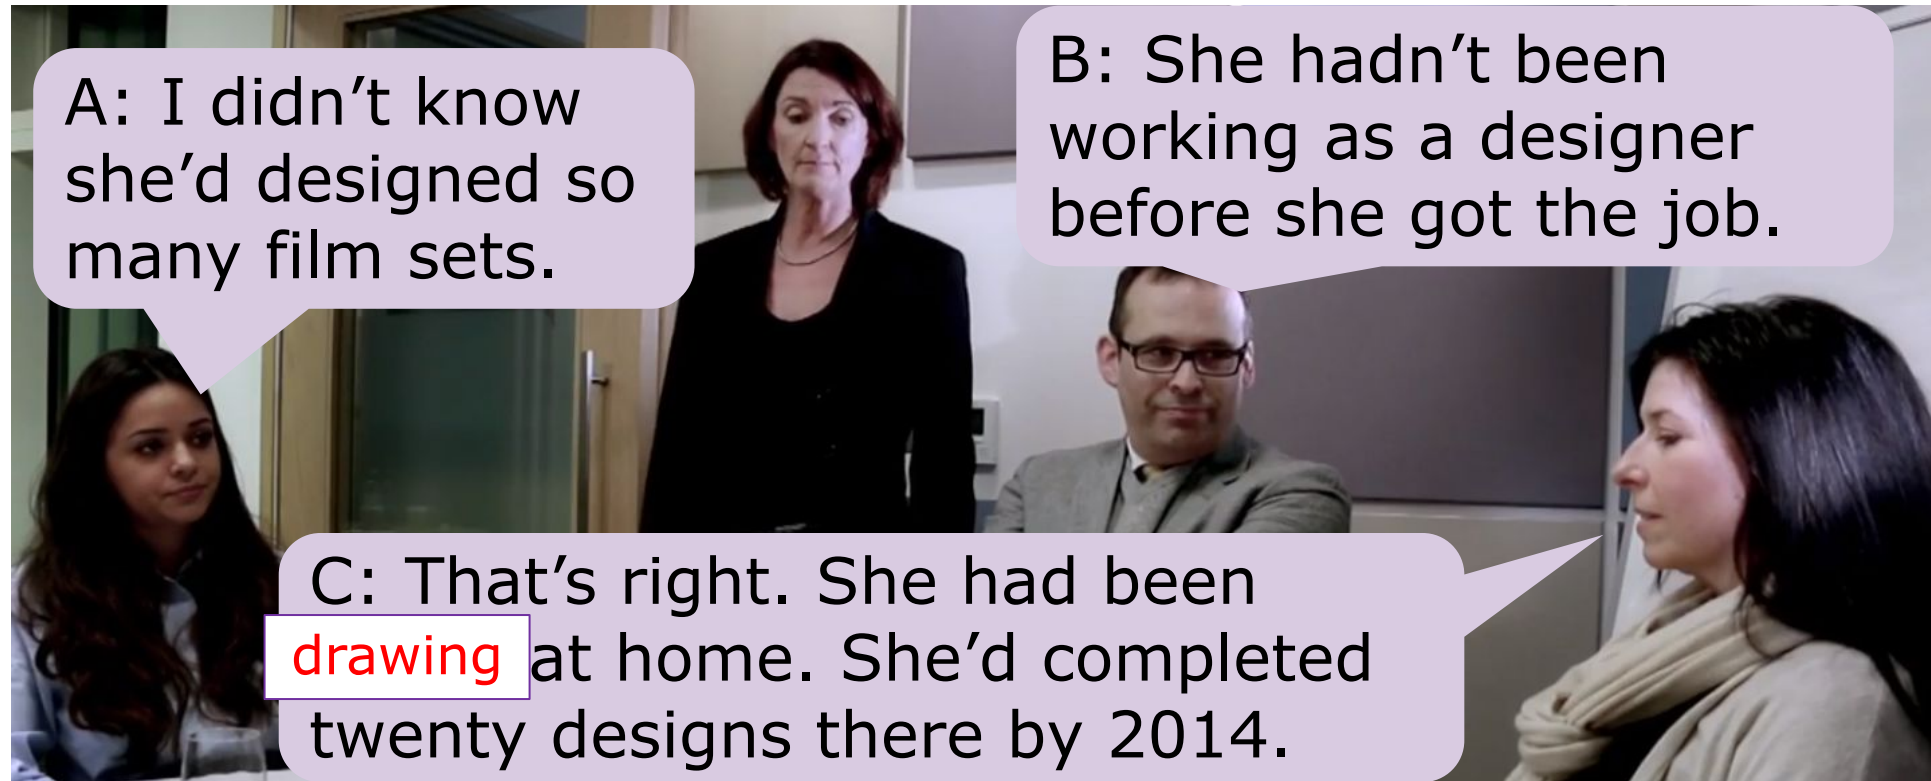 A: I didn’t know
she’d designed so
many film sets.
B: She hadn’t been
working as a designer
before she got the job.
C: That’s right. She had been
drawing at home. She’d completed
twenty designs there by 2014.